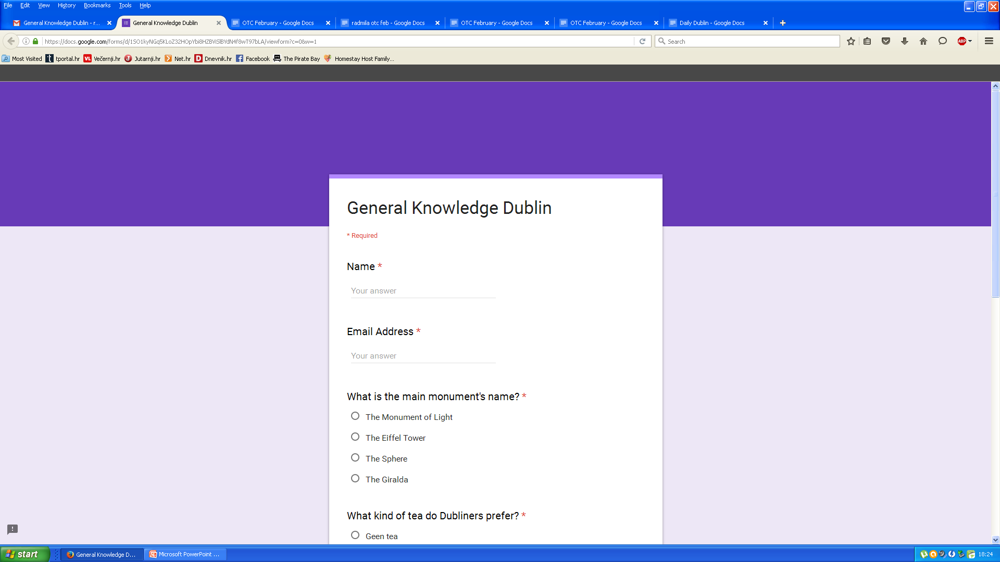 File Edit View History Bookmarks Tools Help
General Knowledge Dublin - r... General Knowledge Dublin OTC February - Google Docs radmila otc feb - Google Docs OTC February - Google Docs OTC February - Google Docs Daily Dublin - Google Docs
https://docs.google.com/forms/d/1SO1kyNGq5KLoZ32HOpYbi8HZBViSlBYdN4f8wT97bLA/viewform?c=0&w=1 Search ABP
Most Visited t tportal.hr VL Večernji.hr J Jutarnji.hr Net.hr D Dnevnik.hr Facebook The Pirate Bay Homestay Host Family...
General Knowledge Dublin
* Required
Name *
Your answer
Email Address *
Your answer
What is the main monument's name? *
The Monument of Light
The Eiffel Tower
The Sphere
The Giralda
What kind of tea do Dubliners prefer? *
Geen tea
start General Knowledge D... Microsoft PowerPoint ... 18:24